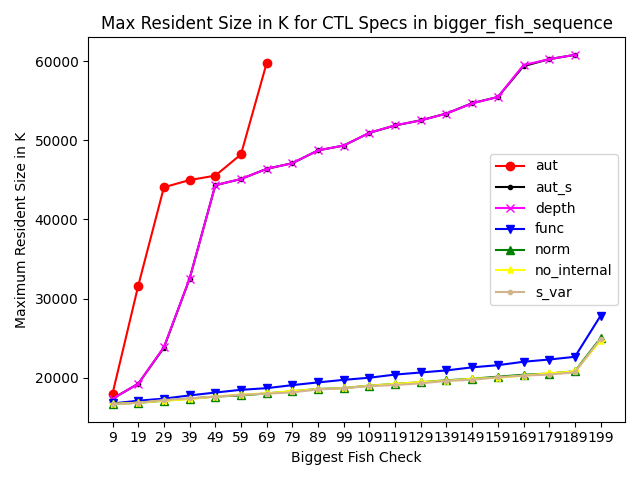 Max Resident Size in K for CTL Specs in bigger_fish_sequence
Maximum Resident Size in K
60000
50000
40000
30000
20000
aut
aut_s
depth
func
norm
no_internal
s_var
9 19 29 39 49 59 69 79 89 99 109 119 129 139 149 159 169 179 189 199
Biggest Fish Check